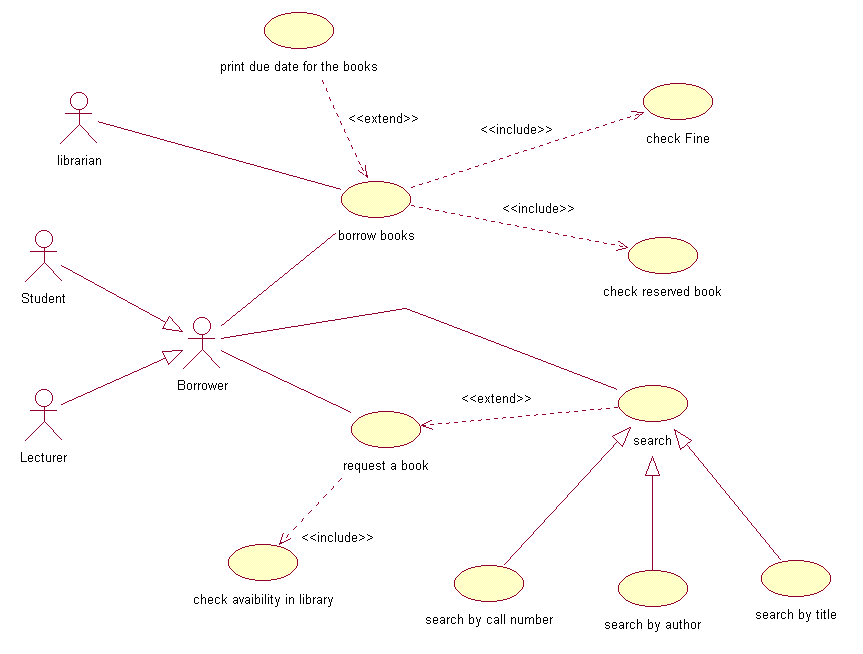 print due date for the books
<<extend>>
<<include>>
check Fine
librarian
<<include>>
borrow books
check reserved book
Student
Borrower
<<extend>>
search
Lecturer
request a book
<<include>>
check avaibility in library
search by call number
search by author
search by title